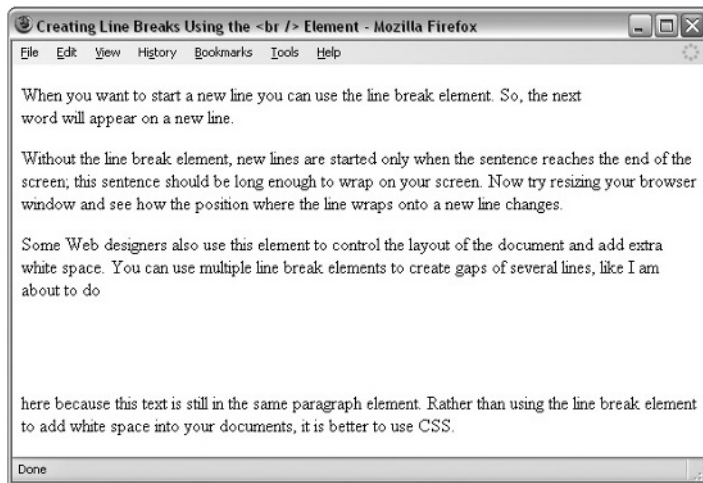 Creating Line Breaks Using the <br /> Element - Mozilla Firefox
File Edit View History Bookmarks Tools Help
When you want to start a new line you can use the line break element. So, the next
word will appear on a new line.
Without the line break element, new lines are started only when the sentence reaches the end of the
screen; this sentence should be long enough to wrap on your screen. Now try resizing your browser
window and see how the position where the line wraps onto a new line changes.
Some Web designers also use this element to control the layout of the document and add extra
white space. You can use multiple line break elements to create gaps of several lines, like I am
about to do
here because this text is still in the same paragraph element. Rather than using the line break element
to add white space into your documents, it is better to use CSS.
Done